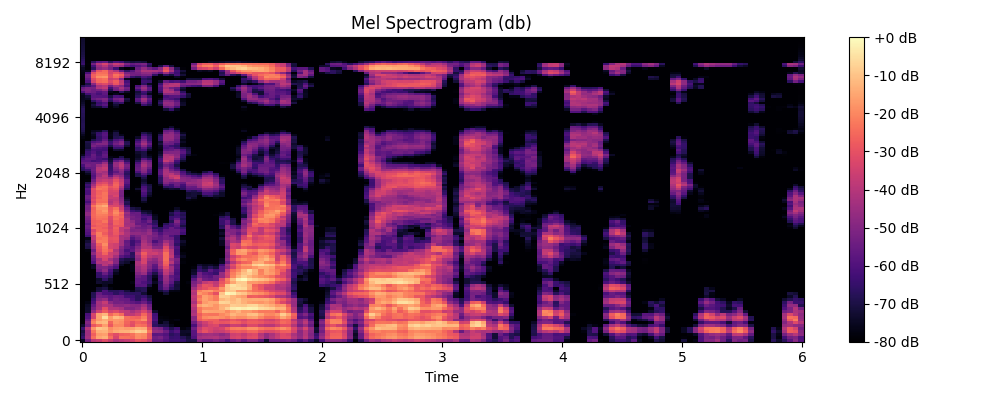 Mel Spectrogram (db)
Hz
8192
4096
2048
1024
512
0
0 1 2 3 4 5 6
Time
+0 dB
-10 dB
-20 dB
-30 dB
-40 dB
-50 dB
-60 dB
-70 dB
-80 dB